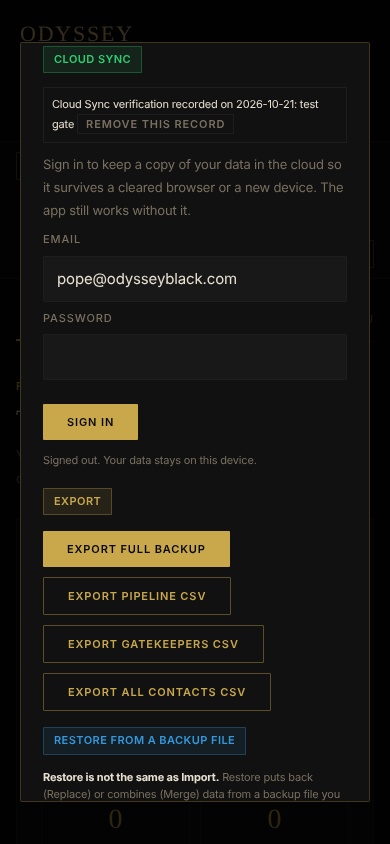 ODYSSEY
CLOUD SYNC
Cloud Sync verification recorded on 2026-10-21: test
gate REMOVE THIS RECORD
Sign in to keep a copy of your data in the cloud so
it survives a cleared browser or a new device. The
app still works without it.
EMAIL
pope@odysseyblack.com
PASSWORD
SIGN IN
Signed out. Your data stays on this device.
EXPORT
EXPORT FULL BACKUP
EXPORT PIPELINE CSV
EXPORT GATEKEEPERS CSV
EXPORT ALL CONTACTS CSV
RESTORE FROM A BACKUP FILE
Restore is not the same as Import. Restore puts back
(Replace) or combines (Merge) data from a backup file you
0 0